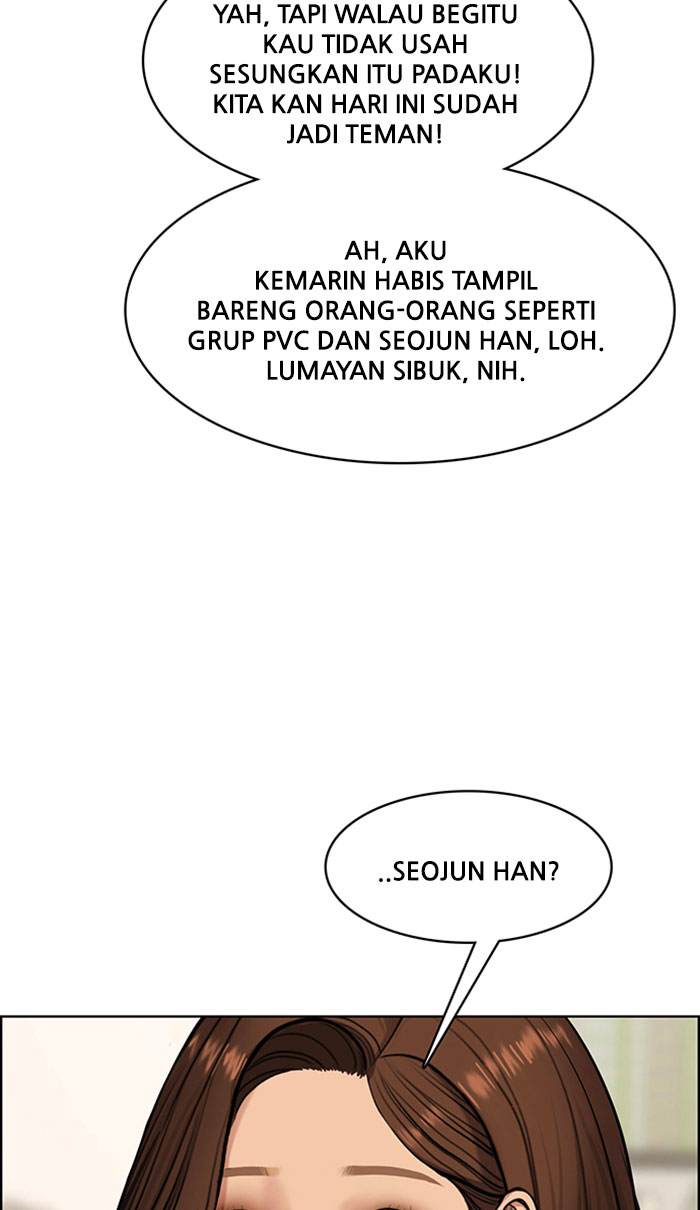 YAH, TAPI WALAU BEGITU
KAU TIDAK USAH
SESUNGKAN ITU PADAKU!
KITA KAN HARI INI SUDAH
JADI TEMAN!
AH, AKU
KEMARIN HABIS TAMPIL
BARENG ORANG-ORANG SEPERTI
GRUP PVC DAN SEOJUN HAN, LOH.
LUMAYAN SIBUK, NIH.
..SEOJUN HAN?